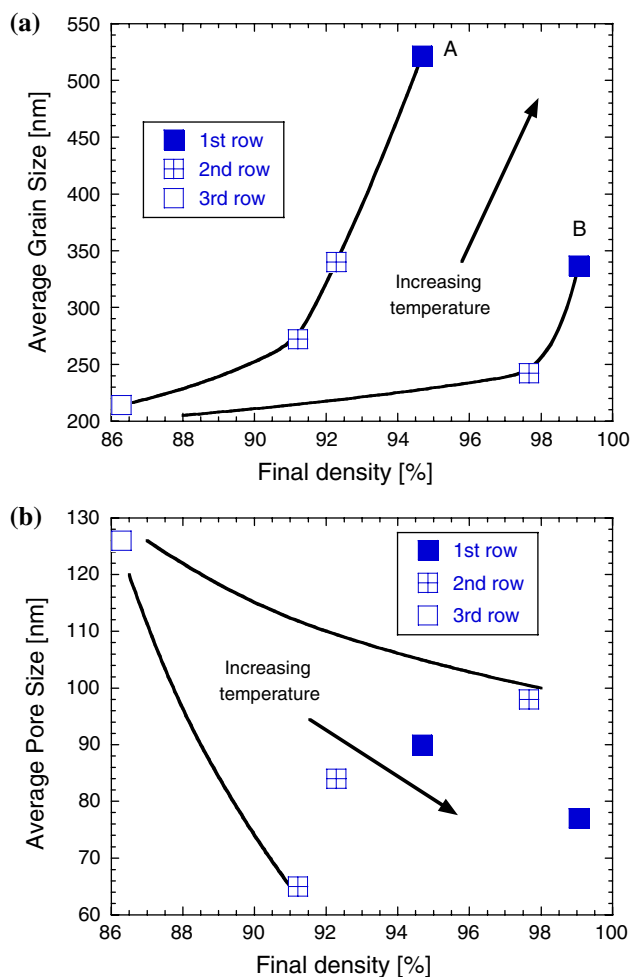 (a)
550
500
450
400
350
300
250
200
Average Grain Size [nm]
1st row
2nd row
3rd row
A
B
Increasing
temperature
86 88 90 92 94 96 98 100
Final density [%]
(b)
130
120
110
100
90
80
70
60
Average Pore Size [nm]
1st row
2nd row
3rd row
Increasing
temperature
86 88 90 92 94 96 98 100
Final density [%]